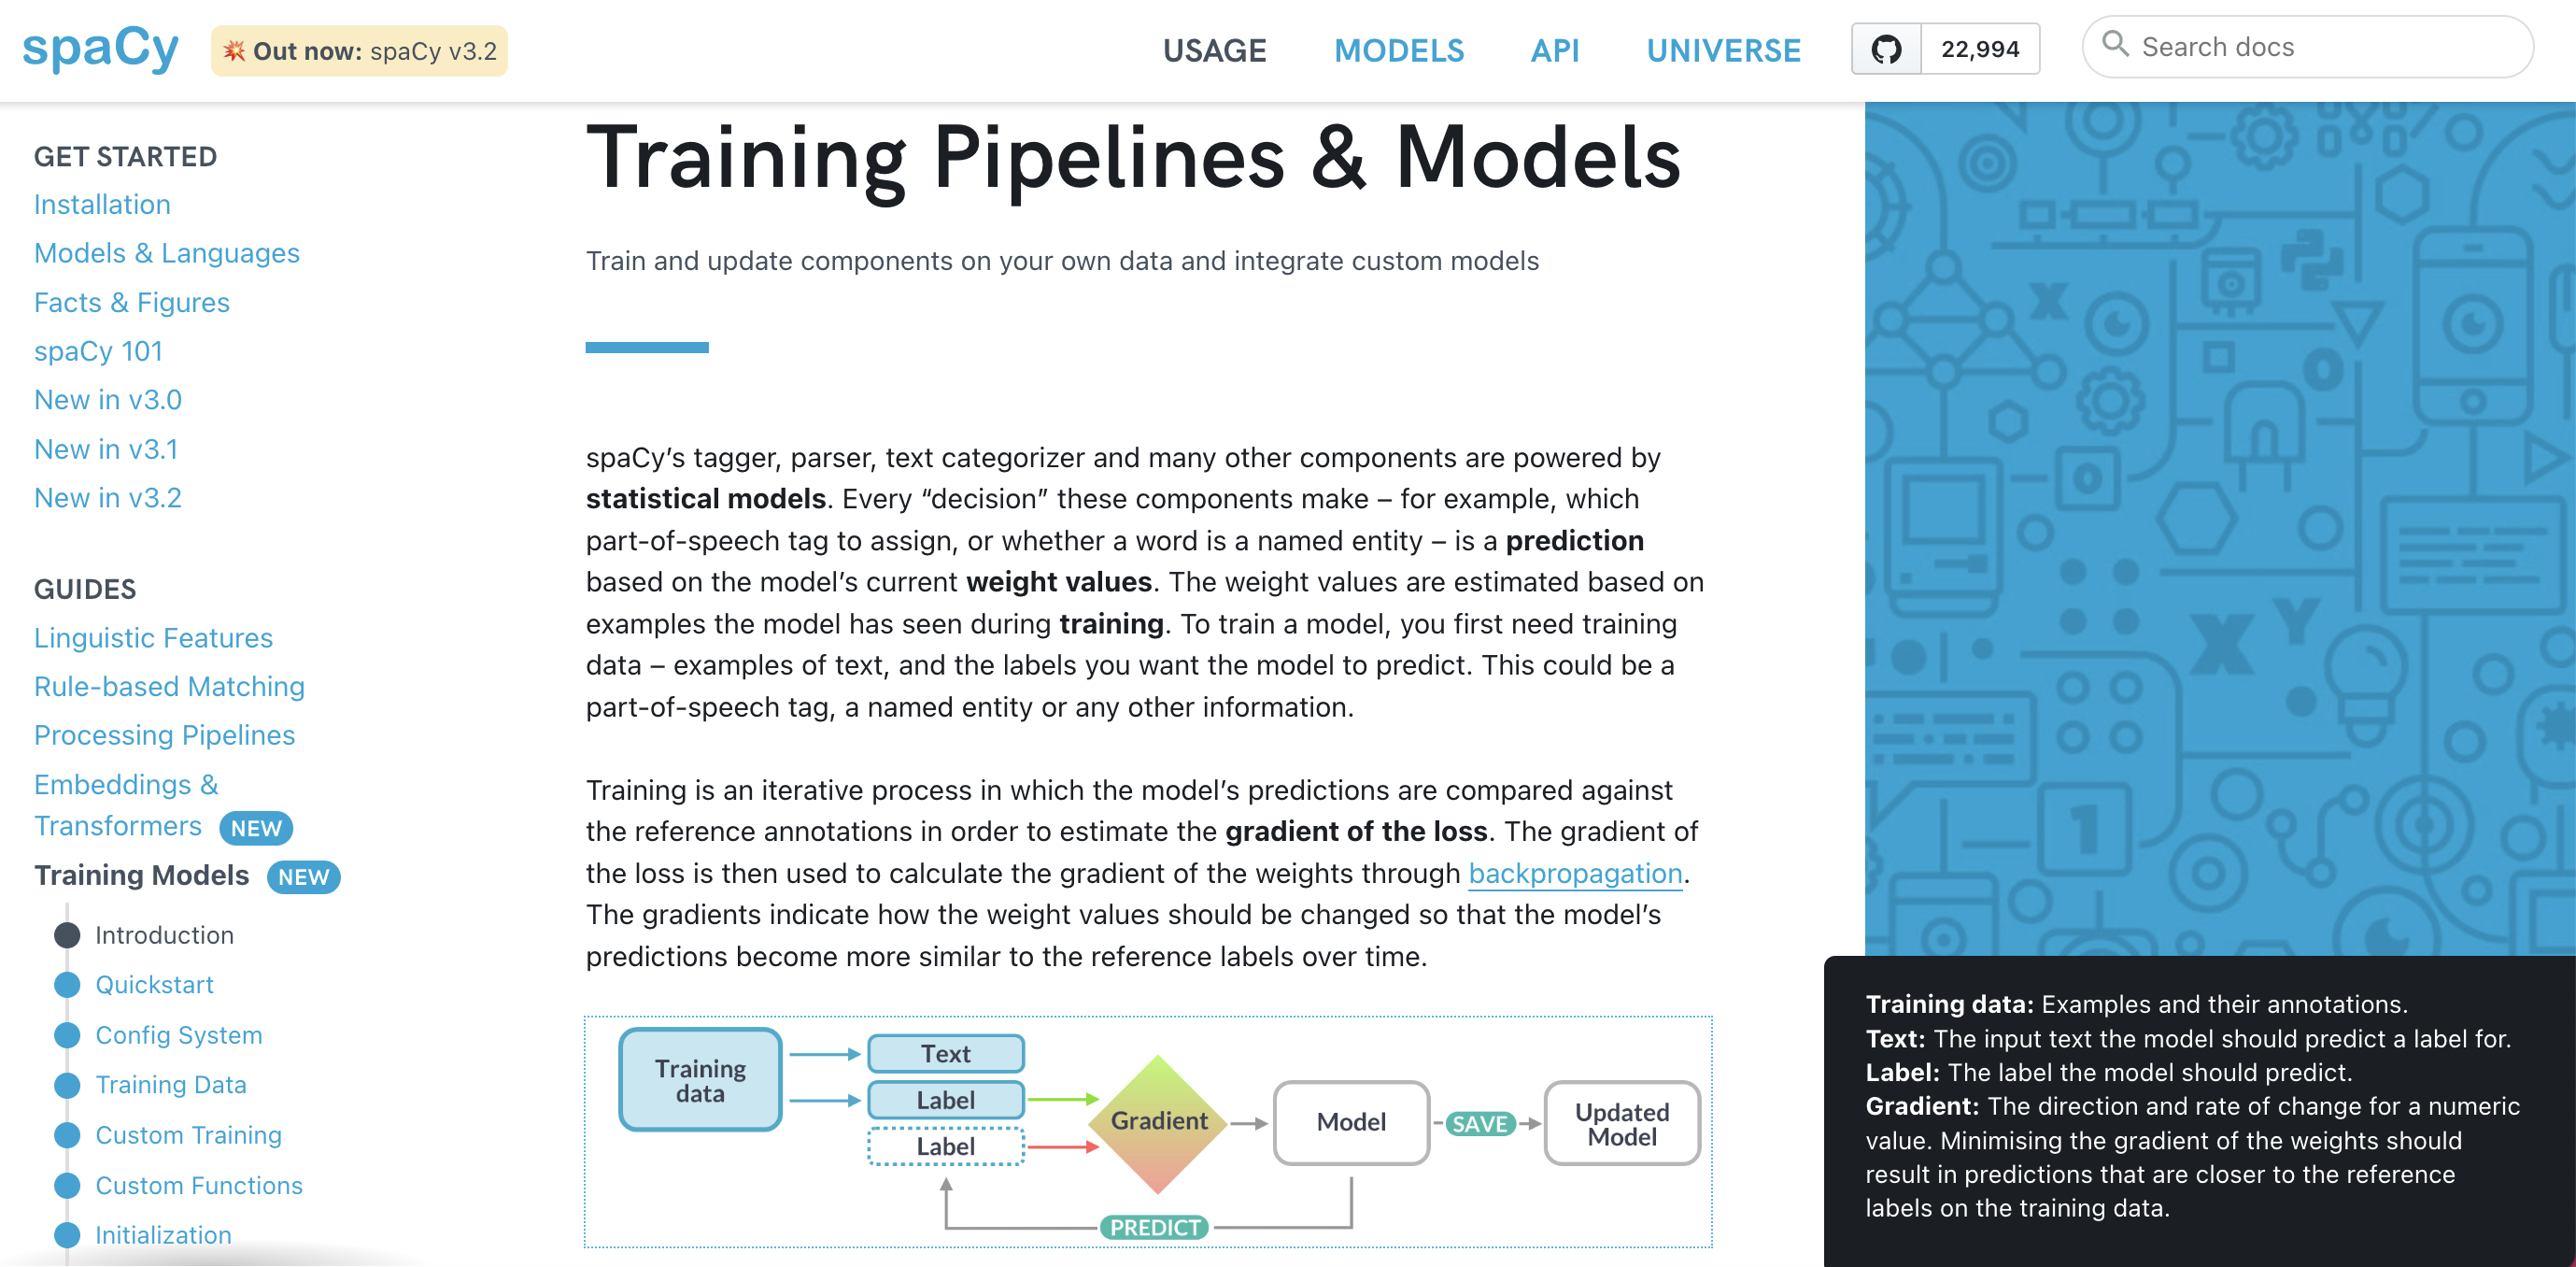 spaCy
💥 Out now: spaCy v3.2
USAGE
MODELS
API
UNIVERSE
22,994
Search docs
GET STARTED
Installation
Models & Languages
Facts & Figures
spaCy 101
New in v3.0
New in v3.1
New in v3.2
GUIDES
Linguistic Features
Rule-based Matching
Processing Pipelines
Embeddings &
Transformers NEW
Training Models NEW
Introduction
Quickstart
Config System
Training Data
Custom Training
Custom Functions
Initialization
Training Pipelines & Models
Train and update components on your own data and integrate custom models
spaCy’s tagger, parser, text categorizer and many other components are powered by
statistical models. Every “decision” these components make – for example, which
part-of-speech tag to assign, or whether a word is a named entity – is a prediction
based on the model’s current weight values. The weight values are estimated based on
examples the model has seen during training. To train a model, you first need training
data – examples of text, and the labels you want the model to predict. This could be a
part-of-speech tag, a named entity or any other information.
Training is an iterative process in which the model’s predictions are compared against
the reference annotations in order to estimate the gradient of the loss. The gradient of
the loss is then used to calculate the gradient of the weights through backpropagation.
The gradients indicate how the weight values should be changed so that the model’s
predictions become more similar to the reference labels over time.
Training
data
Text
Label
Label
Gradient
Model
SAVE
Updated
Model
PREDICT
X
0
O
X
Y
1
Training data: Examples and their annotations.
Text: The input text the model should predict a label for.
Label: The label the model should predict.
Gradient: The direction and rate of change for a numeric
value. Minimising the gradient of the weights should
result in predictions that are closer to the reference
labels on the training data.